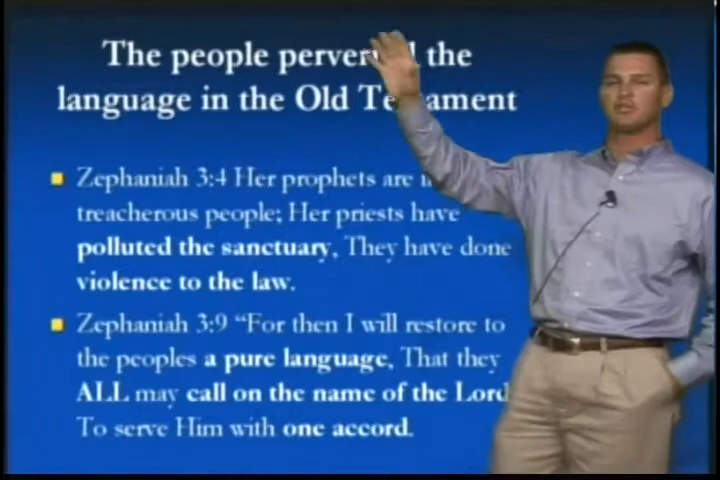 The people perver the
language in the Old Te ament
Zephaniah 3:4 Her prophets are
treacherous people; Her priests have
polluted the sanctuary, They have done
violence to the law.
Zephaniah 3:9 “For then I will restore to
the peoples a pure language, That they
ALL may call on the name of the Lord
To serve Him with one accord.